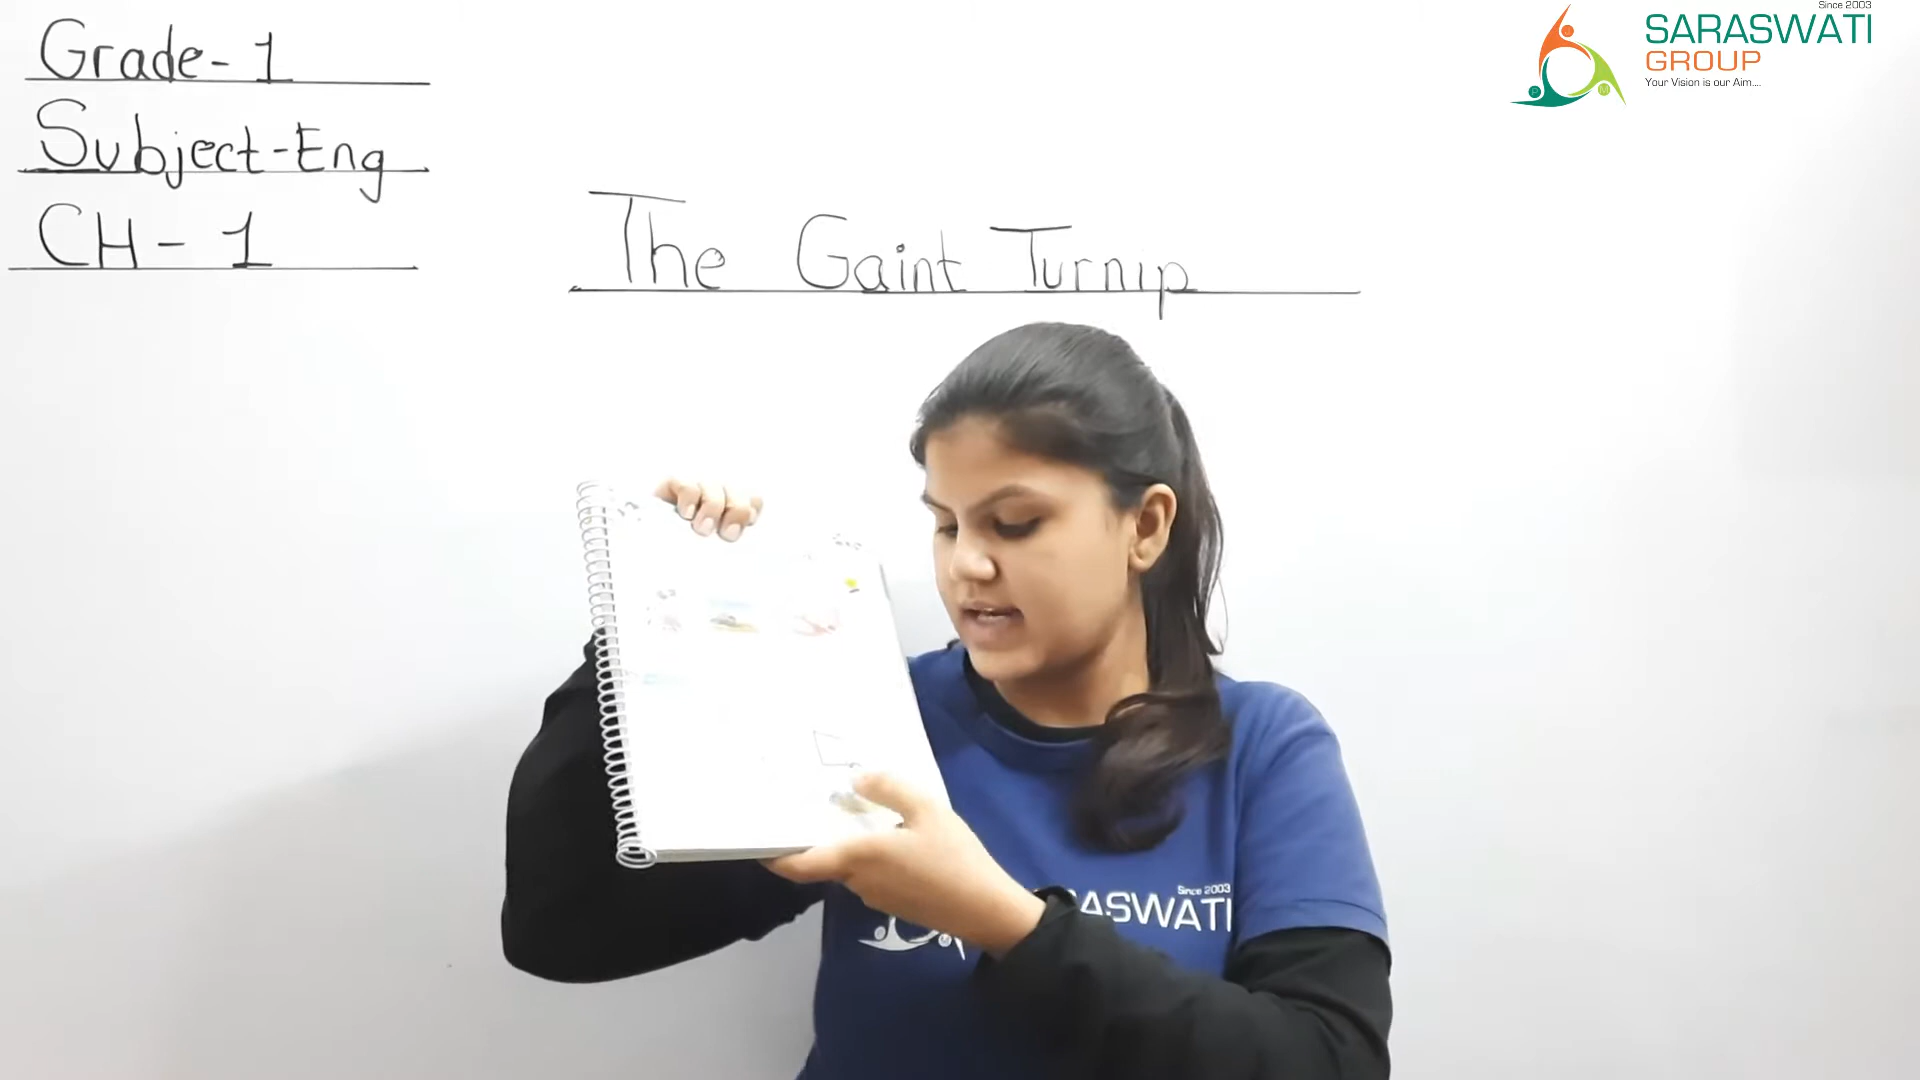 Grade-1
Subject-Eng
CH-1
The Gaint Turnip
Since 2003
SARASWATI
GROUP
Your Vision is our Aim....
P
M
Since 2003
ASWATI